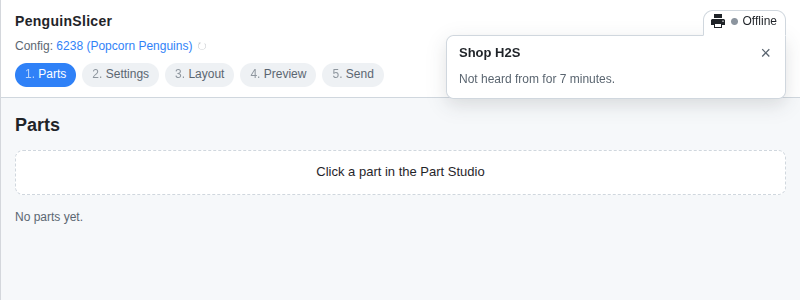 PenguinSlicer
Offline
Config: 6238 (Popcorn Penguins)
Shop H2S
Not heard from for 7 minutes.
1. Parts
2. Settings
3. Layout
4. Preview
5. Send
Parts
Click a part in the Part Studio
No parts yet.